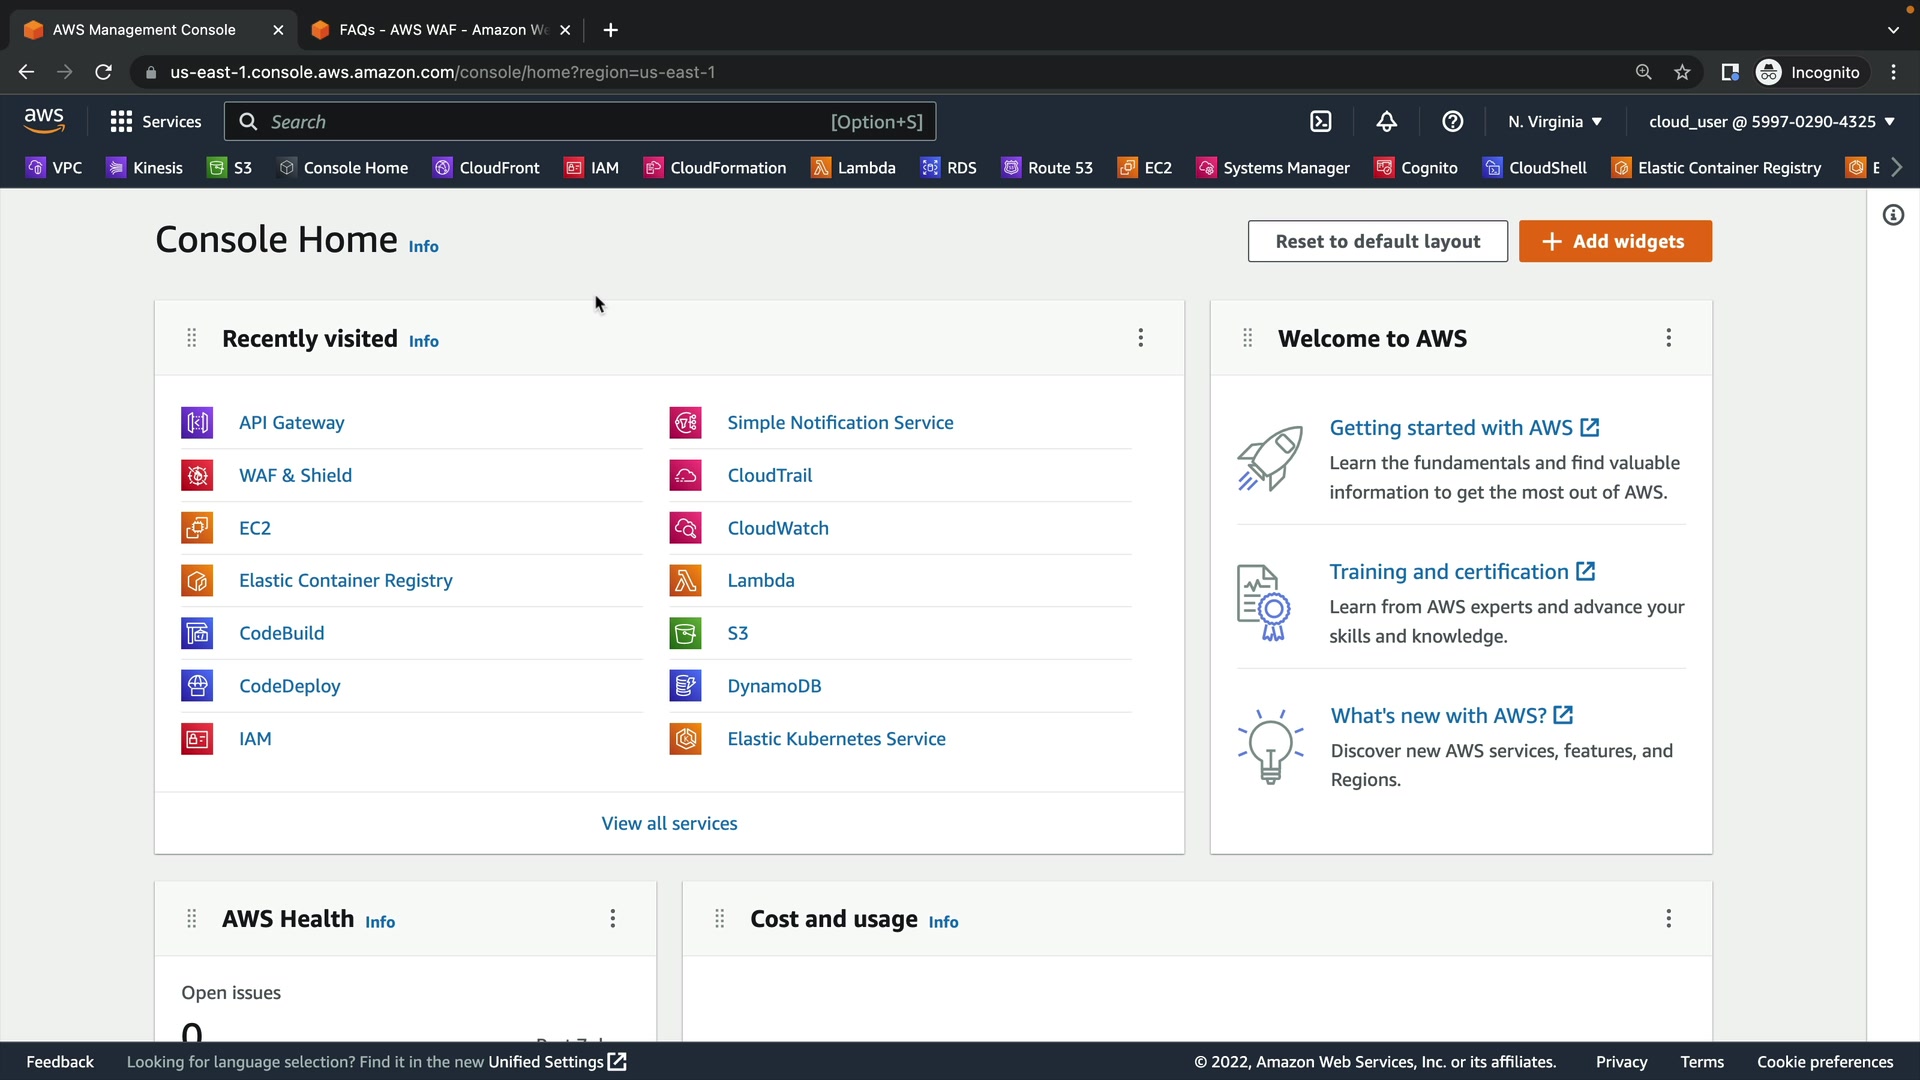 AWS Management Console
FAQs - AWS WAF - Amazon We
us-east-1.console.aws.amazon.com/console/home?region=us-east-1
Incognito
aws
Services
Search
[Option+S]
N. Virginia
cloud_user @ 5997-0290-4325
VPC
Kinesis
S3
Console Home
CloudFront
IAM
CloudFormation
Lambda
RDS
Route 53
EC2
Systems Manager
Cognito
CloudShell
Elastic Container Registry
E
Console Home Info
Reset to default layout
Add widgets
Recently visited Info
API Gateway
WAF & Shield
EC2
Elastic Container Registry
CodeBuild
CodeDeploy
IAM
Simple Notification Service
CloudTrail
CloudWatch
Lambda
S3
DynamoDB
Elastic Kubernetes Service
View all services
Welcome to AWS
Getting started with AWS
Learn the fundamentals and find valuable
information to get the most out of AWS.
Training and certification
Learn from AWS experts and advance your
skills and knowledge.
What's new with AWS?
Discover new AWS services, features, and
Regions.
AWS Health Info
Open issues
0
Cost and usage Info
Feedback
Looking for language selection? Find it in the new Unified Settings
© 2022, Amazon Web Services, Inc. or its affiliates.
Privacy
Terms
Cookie preferences